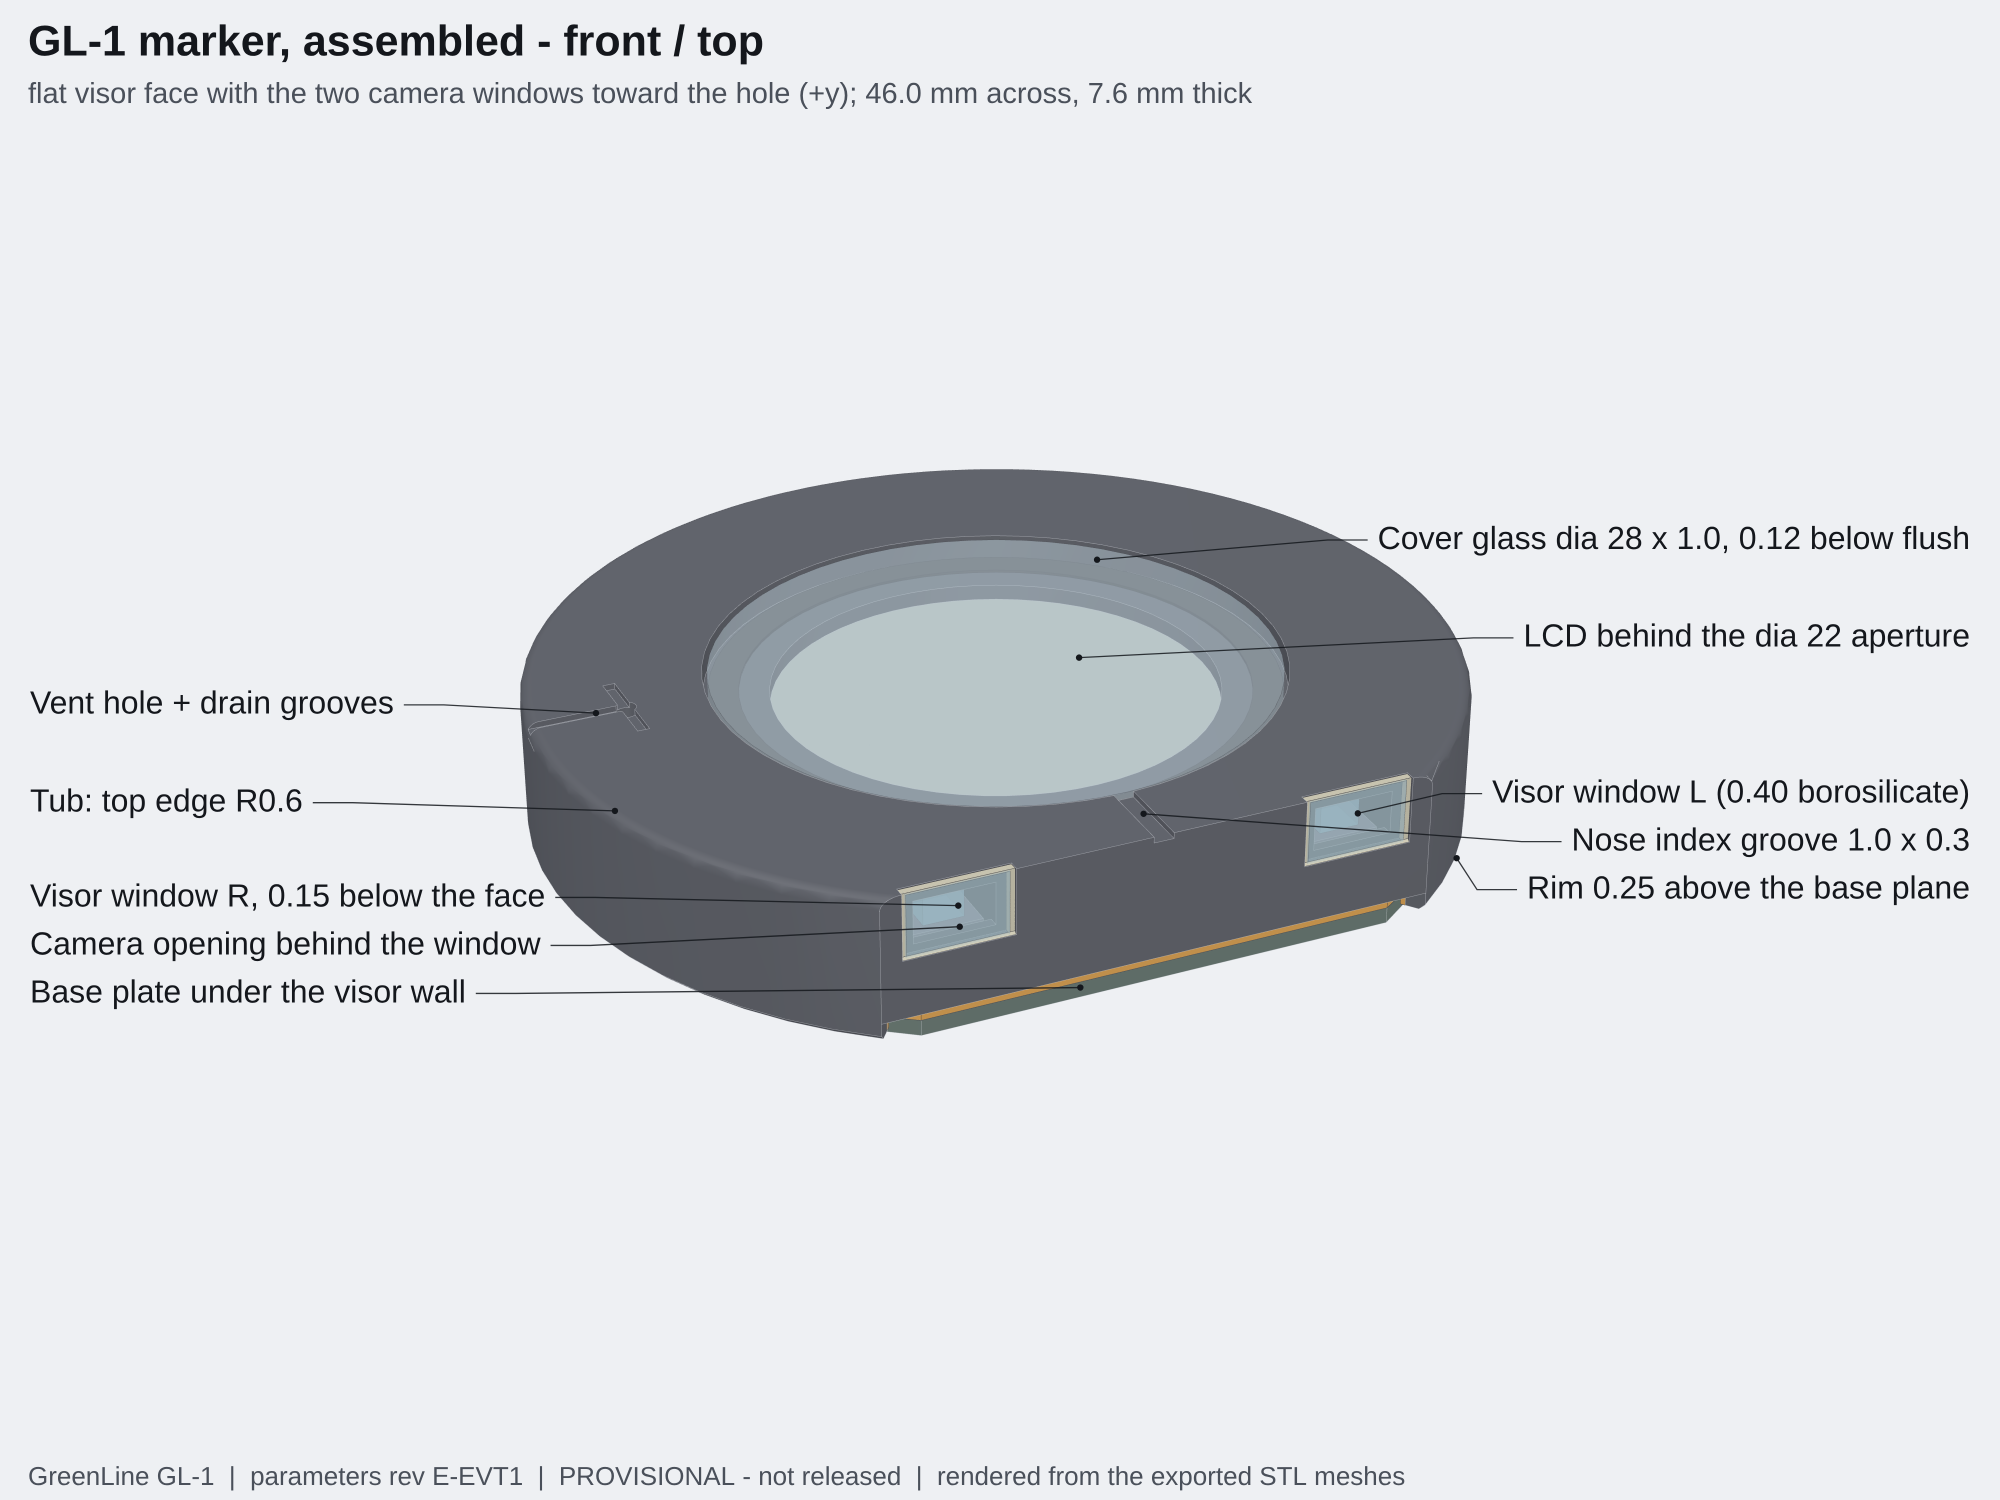 GL-1 marker, assembled - front / top
flat visor face with the two camera windows toward the hole (+y); 46.0 mm across, 7.6 mm thick
Cover glass dia 28 x 1.0, 0.12 below flush
LCD behind the dia 22 aperture
Vent hole + drain grooves
Tub: top edge R0.6
Visor window L (0.40 borosilicate)
Nose index groove 1.0 x 0.3
Rim 0.25 above the base plane
Visor window R, 0.15 below the face
Camera opening behind the window
Base plate under the visor wall
GreenLine GL-1 | parameters rev E-EVT1 | PROVISIONAL - not released | rendered from the exported STL meshes